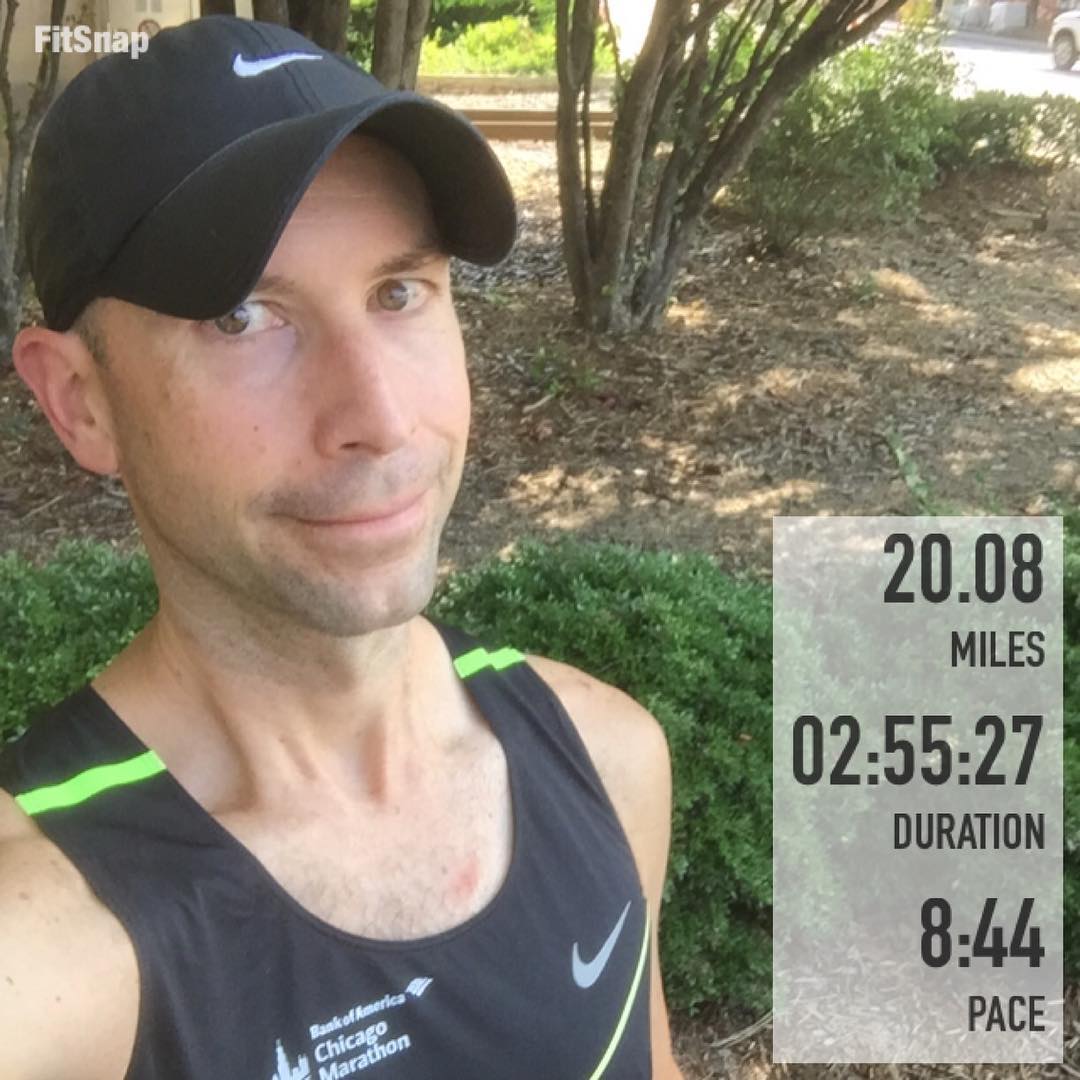 FitSnap
20.08
MILES
02:55:27
DURATION
8:44
PACE
Bank of America
Chicago
Marathon